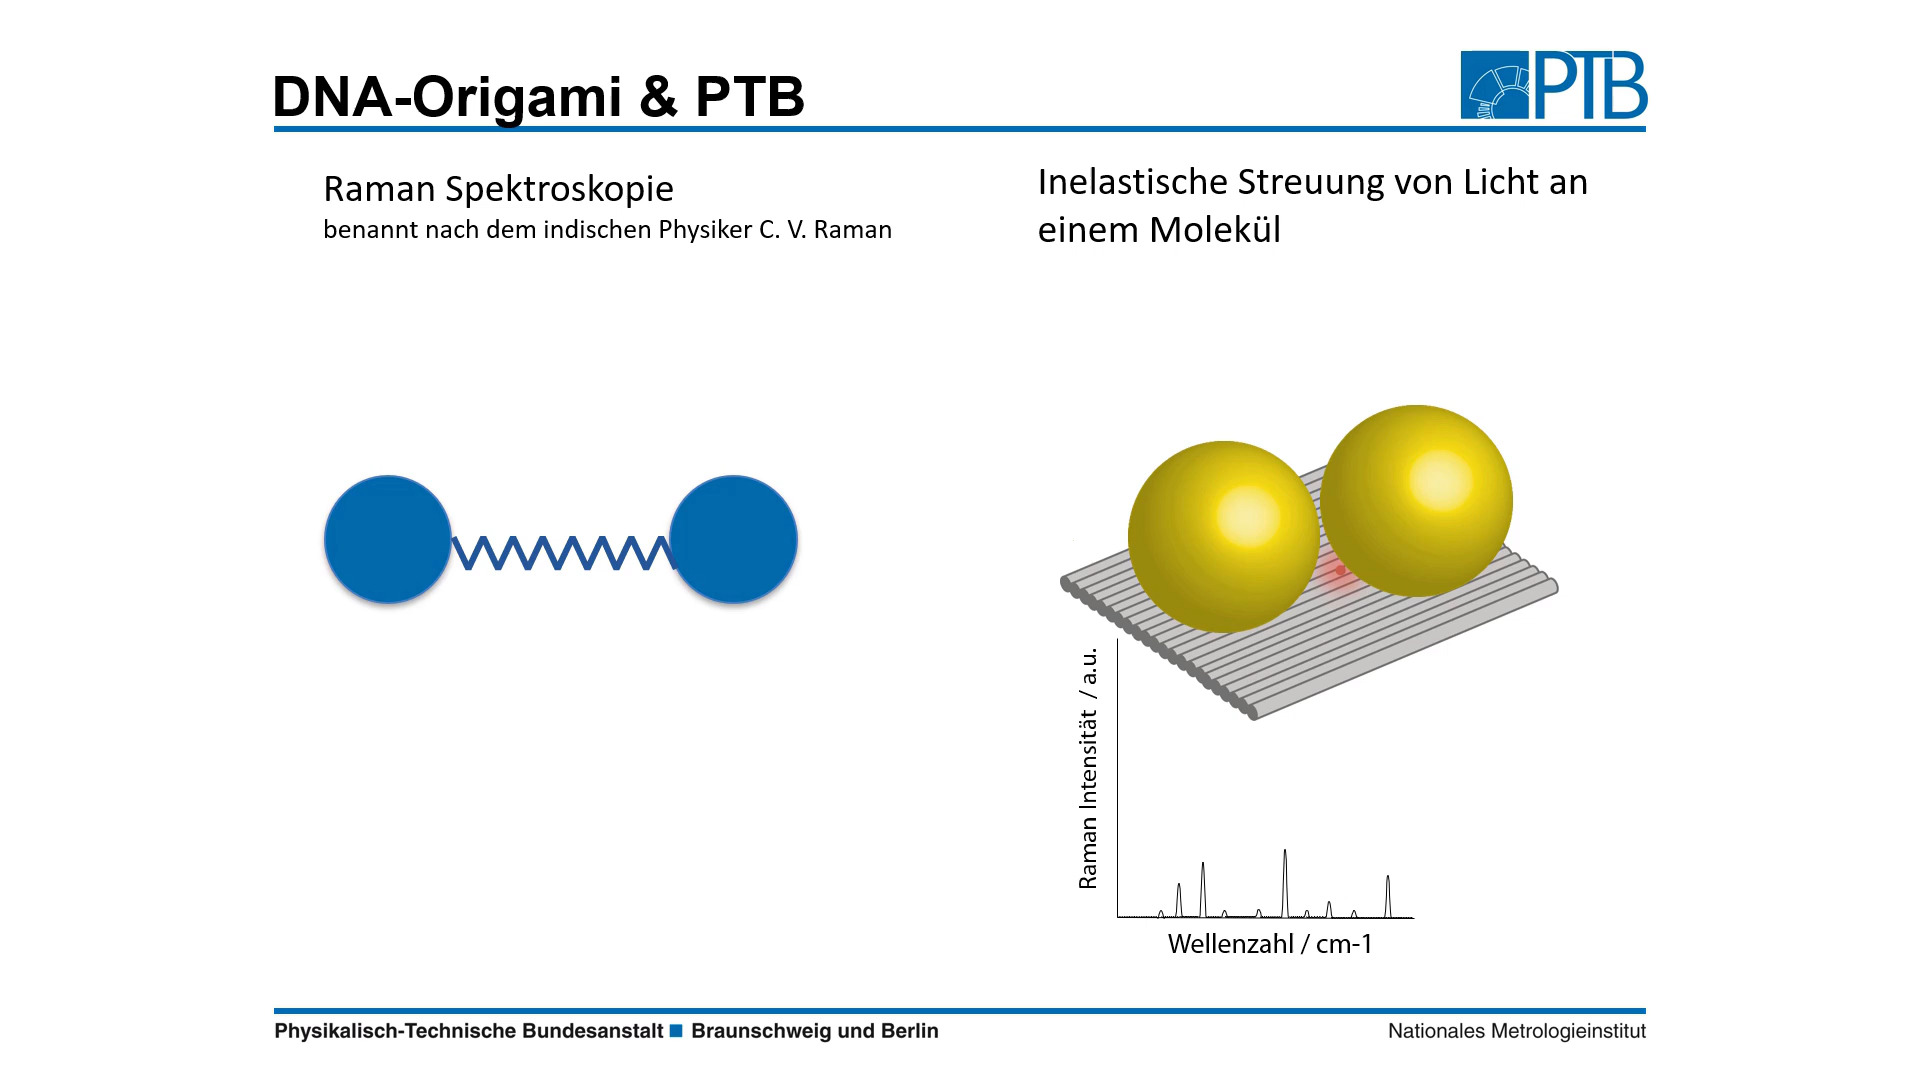 DNA-Origami & PTB
PTB
Raman Spektroskopie
benannt nach dem indischen Physiker C. V. Raman
Inelastische Streuung von Licht an
einem Molekül
Raman Intensität / a.u.
Wellenzahl / cm-1
Physikalisch-Technische Bundesanstalt ■ Braunschweig und Berlin
Nationales Metrologieinstitut